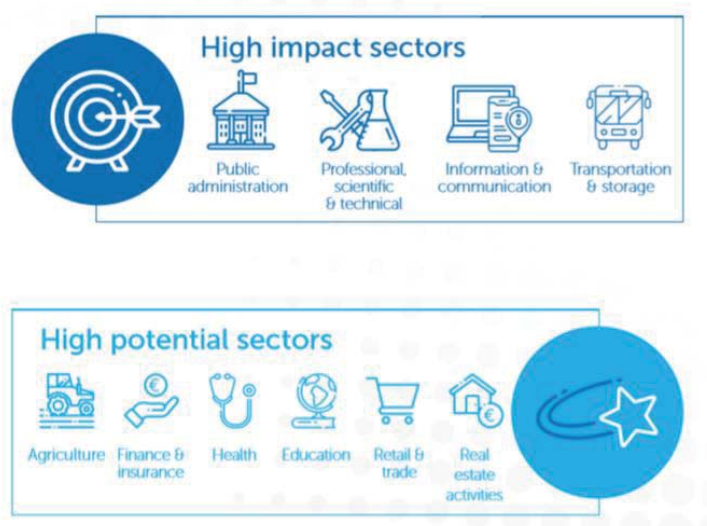 High impact sectors
Public
administration
Professional,
scientific
& technical
Information &
communication
Transportation
& storage
High potential sectors
Agriculture
Finance &
insurance
Health
Education
Retail &
trade
Real
estate
activities